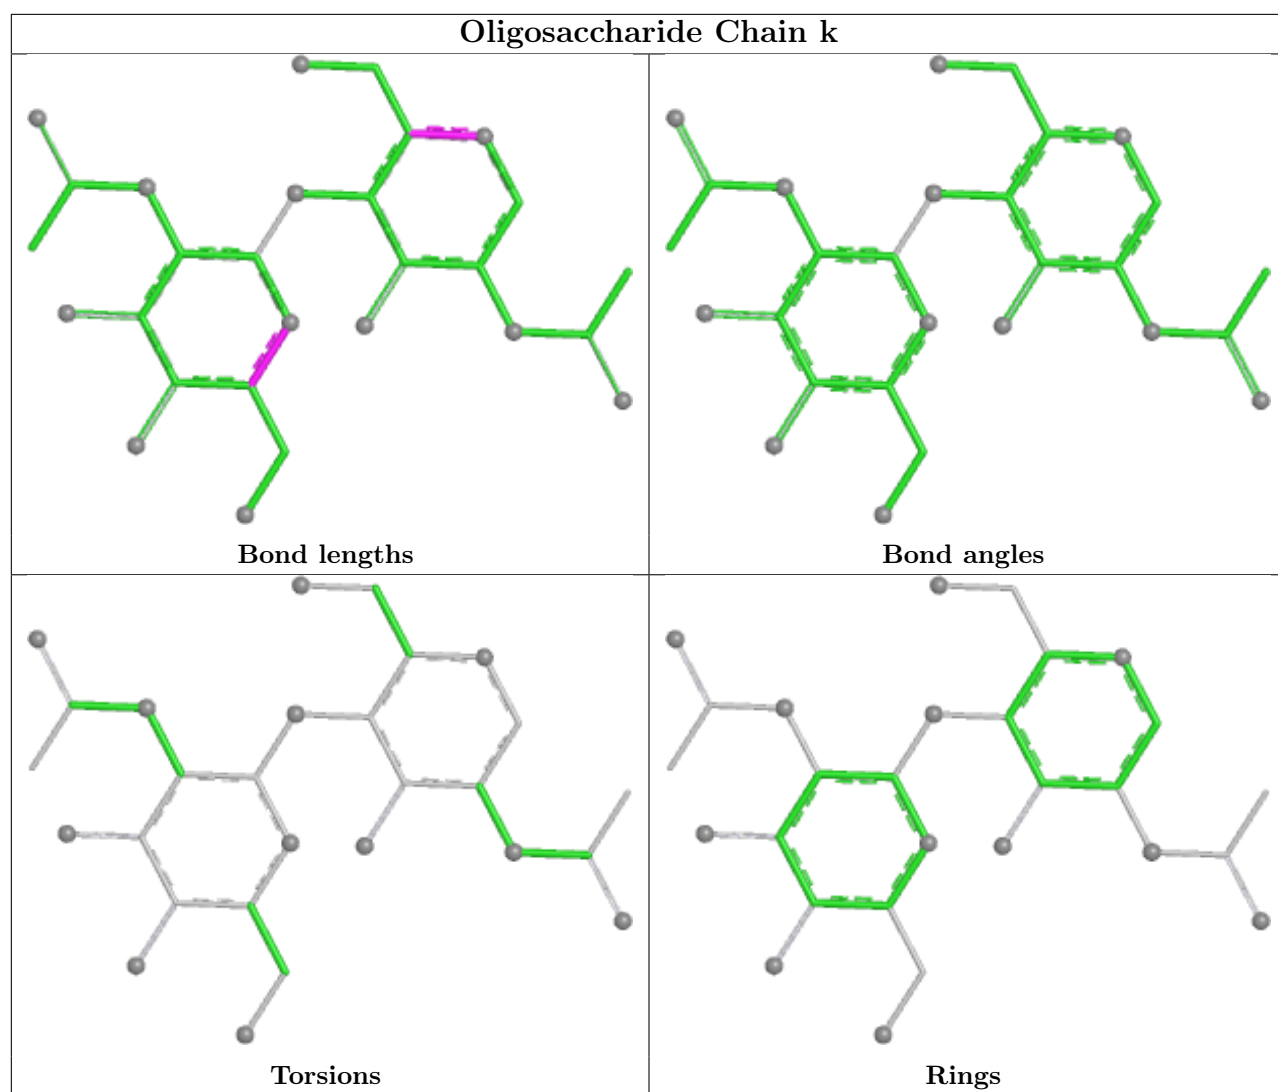 Oligosaccharide Chain k
Bond lengths
Bond angles
Torsions
Rings